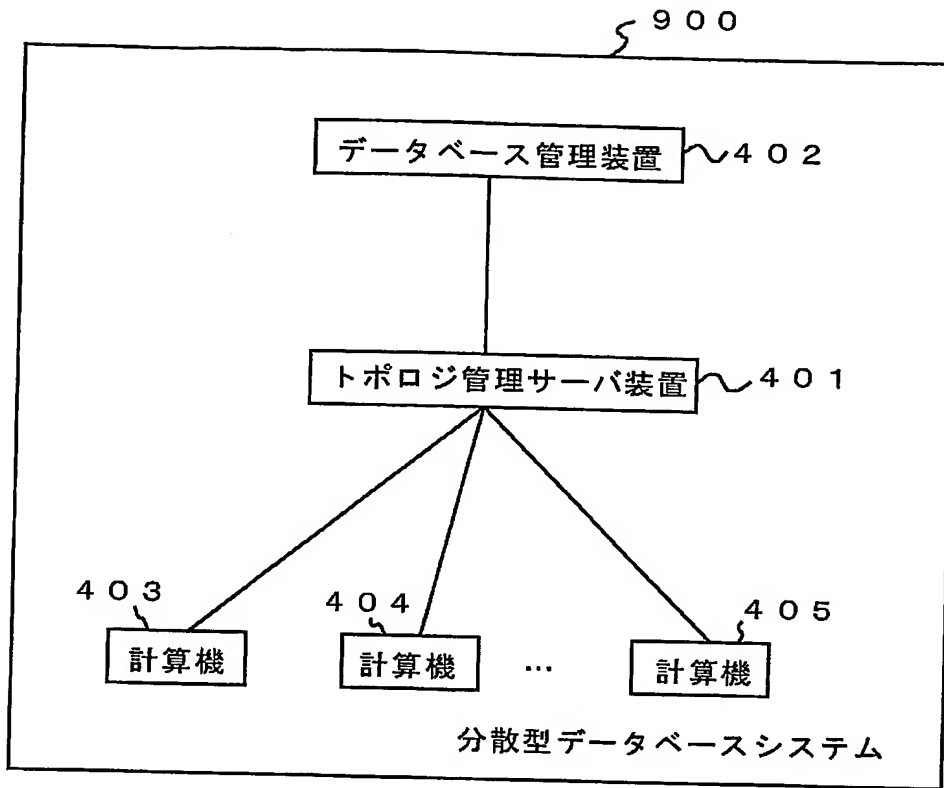 ９００
データベース管理装置
４０２
トポロジ管理サーバ装置
４０１
４０３
４０４
４０５
計算機
計算機
…
計算機
分散型データベースシステム